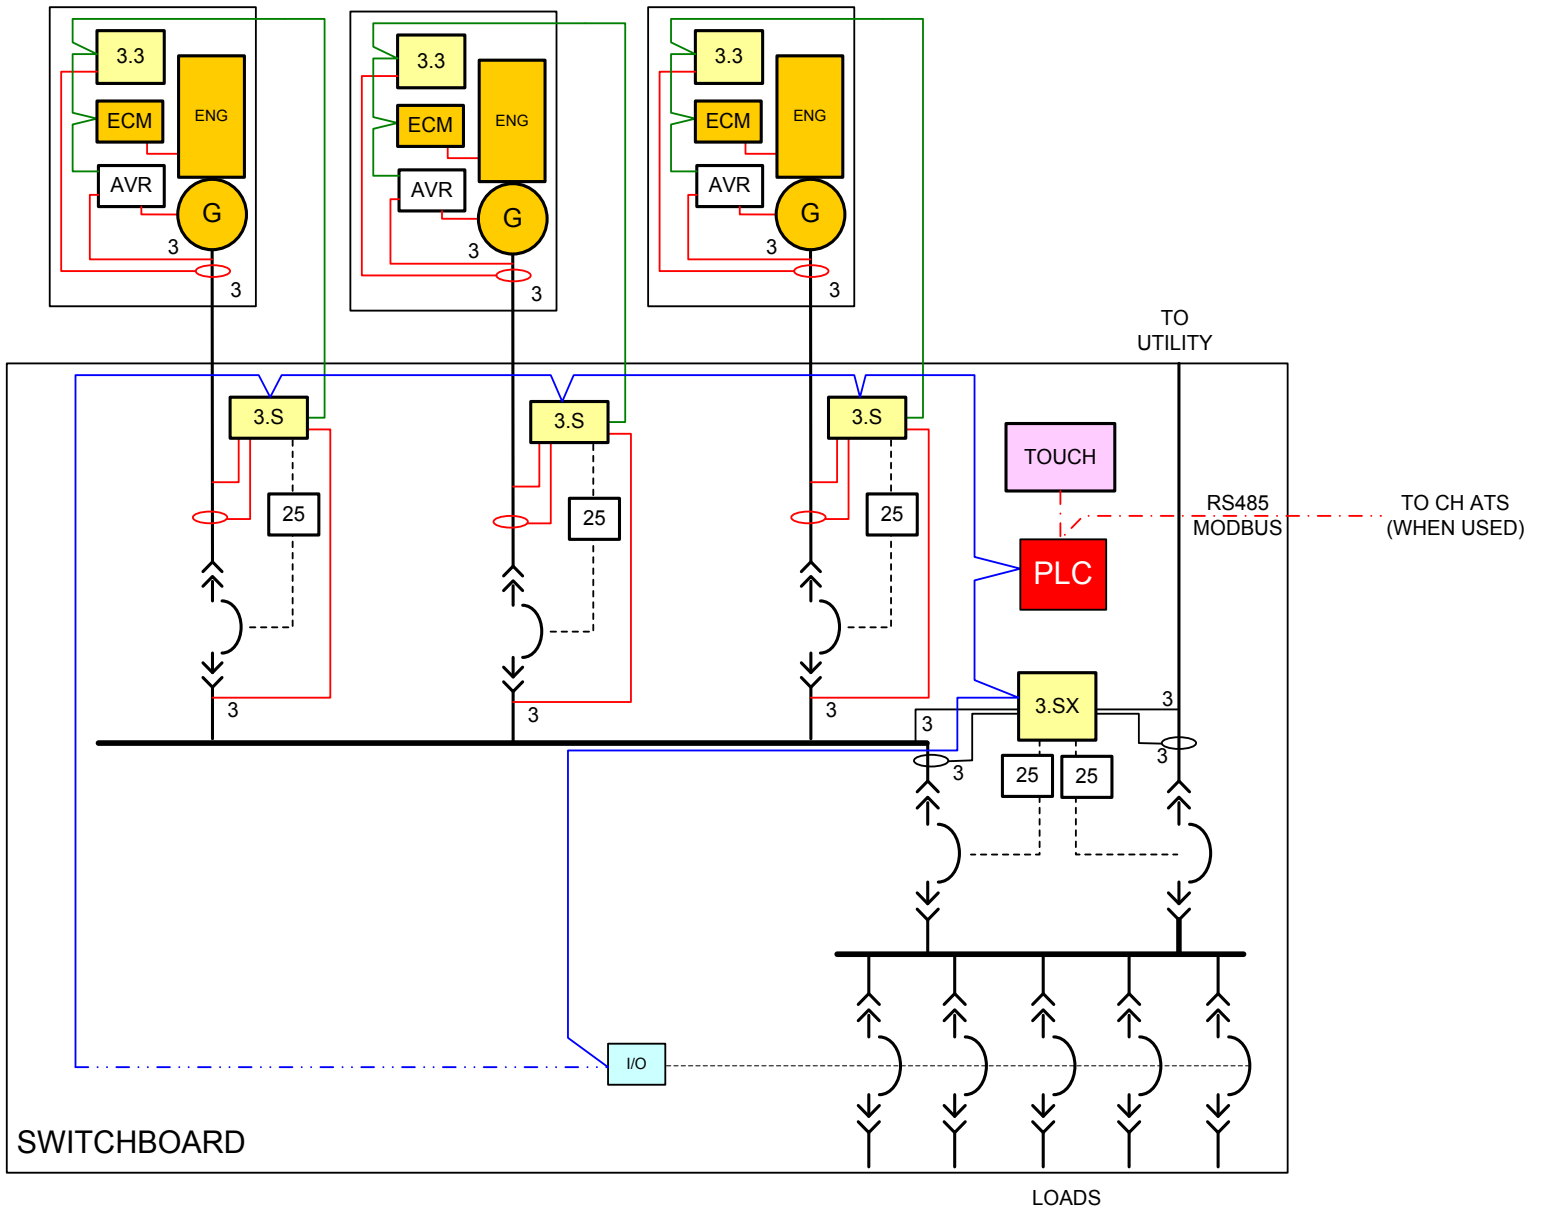 3.3
ENG
ECM
AVR
G
3
3
3.3
ENG
ECM
AVR
G
3
3
3.3
ENG
ECM
AVR
G
3
3
TO
UTILITY
3.S
3.S
3.S
TOUCH
25
25
25
RS485
MODBUS
TO CH ATS
(WHEN USED)
PLC
3
3
3
3.SX
3
3
3
3
25
25
I/O
SWITCHBOARD
LOADS